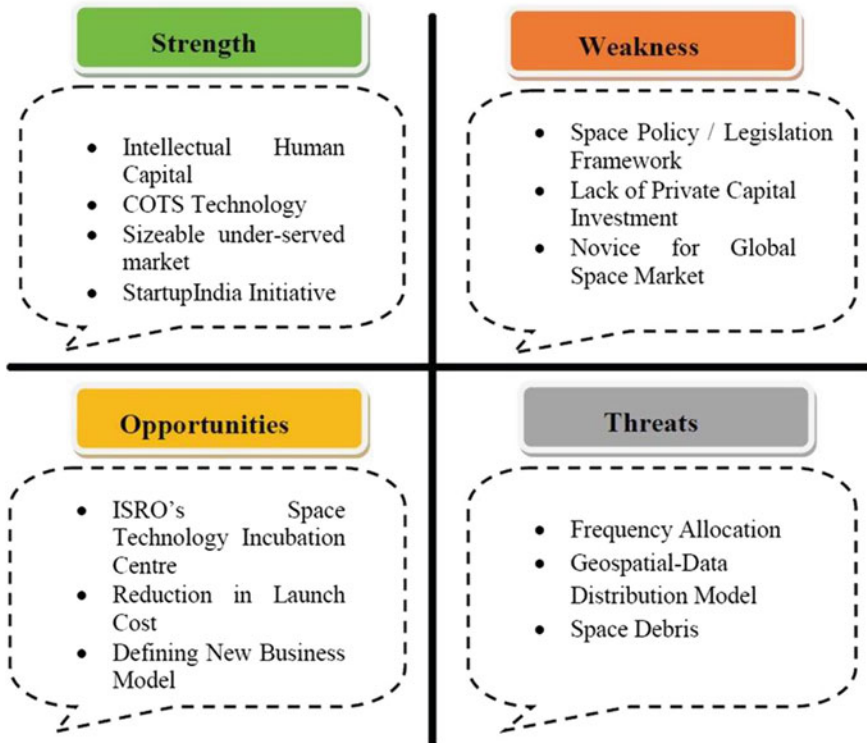 Strength
• Intellectual Human
Capital
• COTS Technology
• Sizeable under-served
market
• StartupIndia Initiative
Weakness
• Space Policy / Legislation
Framework
• Lack of Private Capital
Investment
• Novice for Global
Space Market
Opportunities
• ISRO's Space
Technology Incubation
Centre
• Reduction in Launch
Cost
• Defining New Business
Model
Threats
• Frequency Allocation
• Geospatial-Data
Distribution Model
• Space Debris